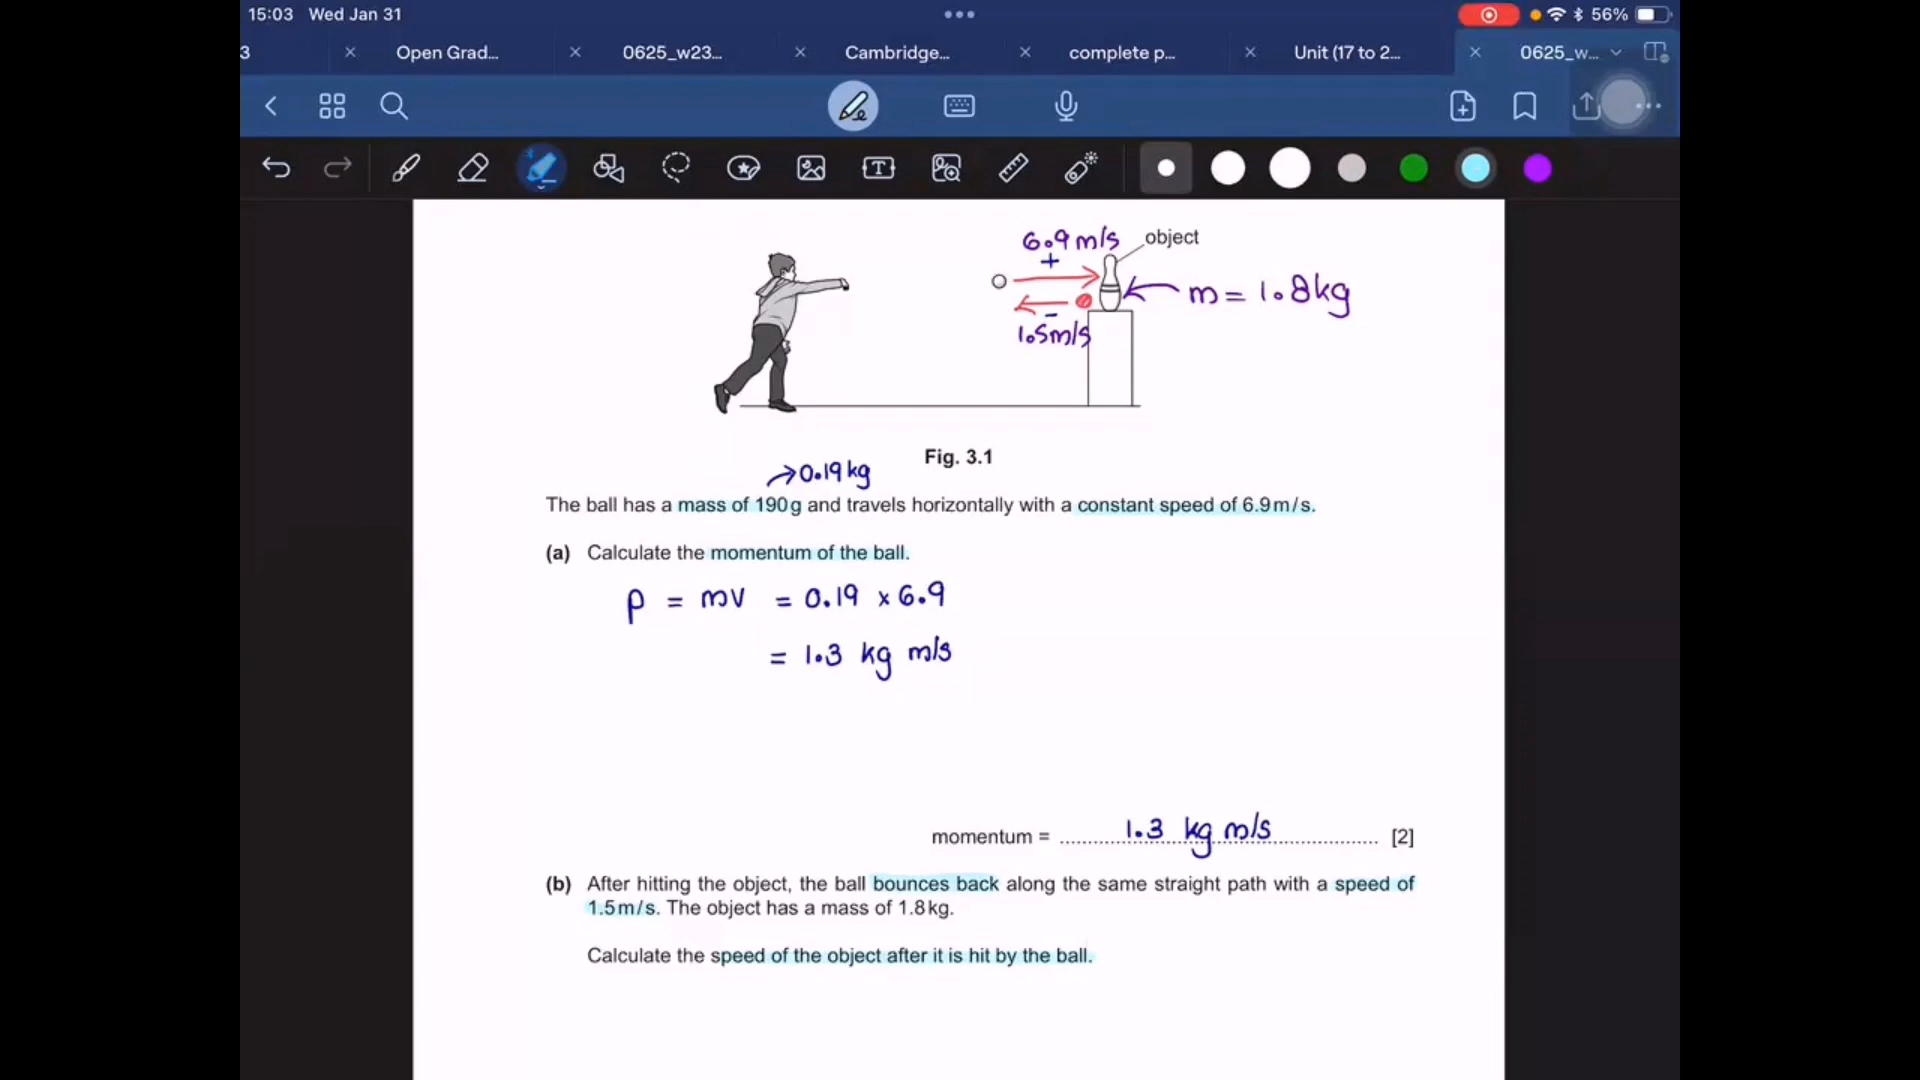 15:03 Wed Jan 31
56%
3
Open Grad...
0625_w23...
Cambridge...
complete p...
Unit (17 to 2...
0625_w...
6.9 m/s
object
+
m = 1.8kg
-
1.5m/s
Fig. 3.1
→0.19kg
The ball has a mass of 190g and travels horizontally with a constant speed of 6.9m/s.
(a) Calculate the momentum of the ball.
p = mv = 0.19 × 6.9
= 1.3 kg m/s
momentum = 1.3 kg m/s [2]
(b) After hitting the object, the ball bounces back along the same straight path with a speed of
1.5m/s. The object has a mass of 1.8kg.
Calculate the speed of the object after it is hit by the ball.